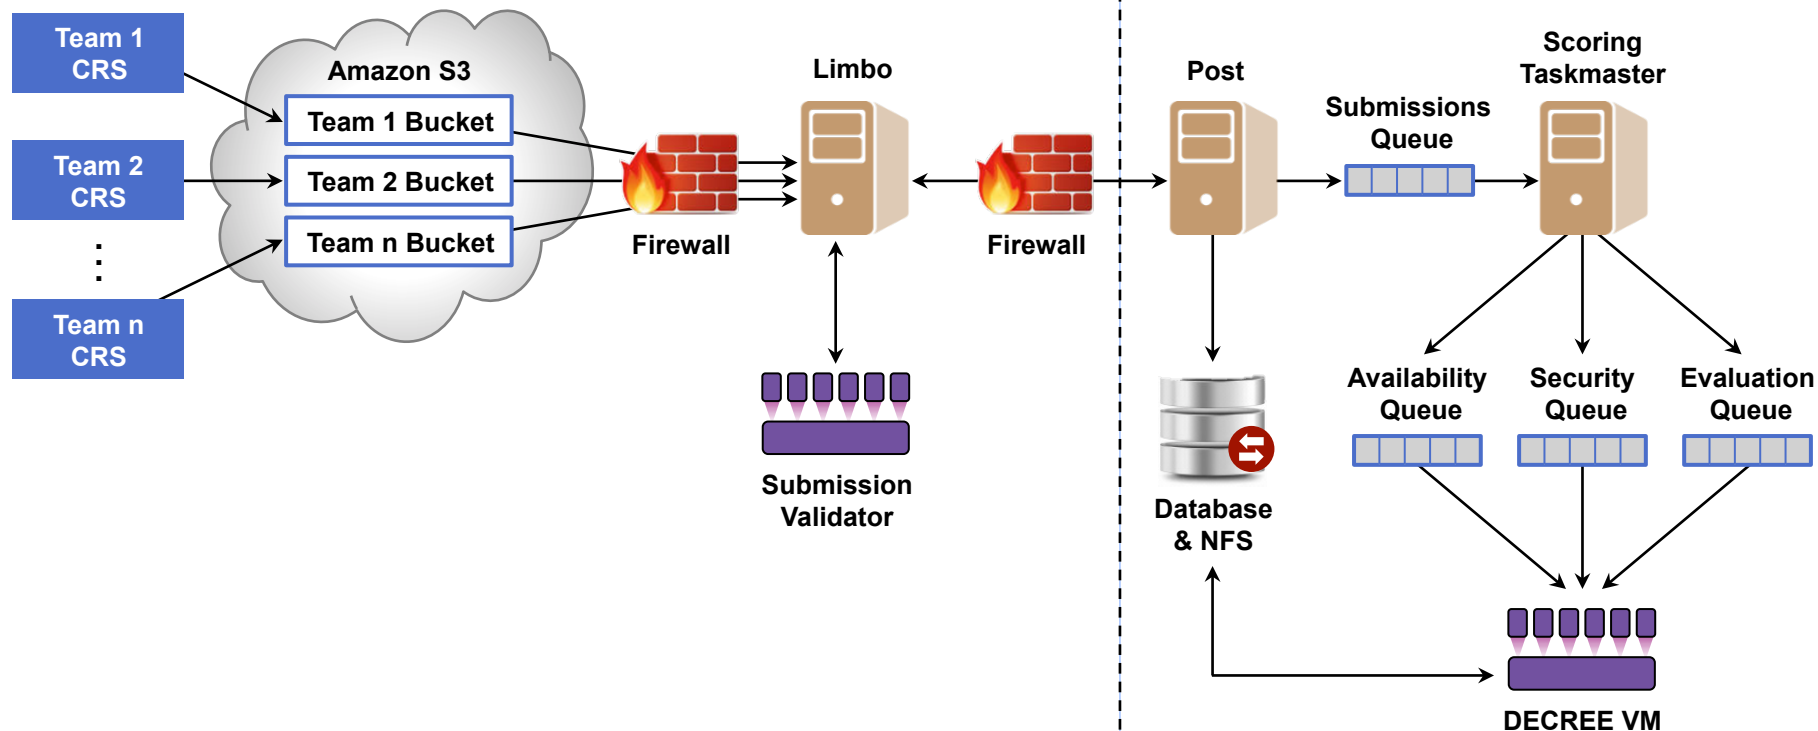 Team 1
CRS
Team 2
CRS
Team n
CRS
Amazon S3
Team 1 Bucket
Team 2 Bucket
Team n Bucket
Firewall
Limbo
Submission
Validator
Firewall
Post
Submissions
Queue
Scoring
Taskmaster
Database
& NFS
Availability
Queue
Security
Queue
Evaluation
Queue
DECREE VM